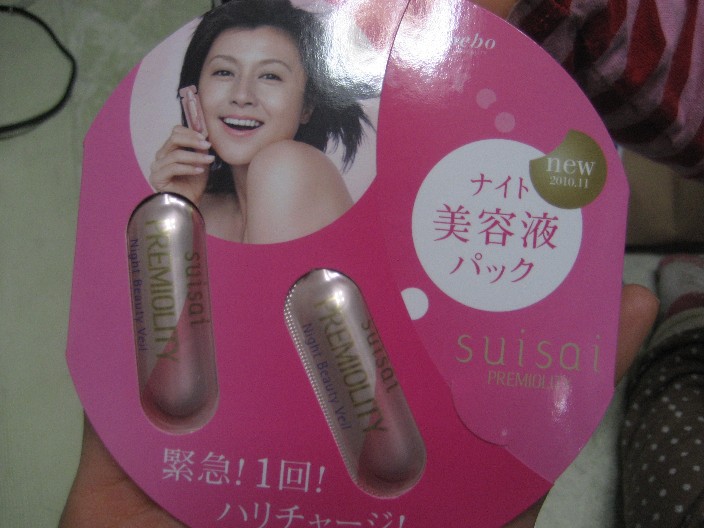 new
2010.11
ナイト
美容液
パック
suisai
PREMIOLITY
suisai
PREMIOLITY
Night Beauty Veil
suisai
PREMIOLITY
Night Beauty Veil
緊急!1回!
ハリチャージ!